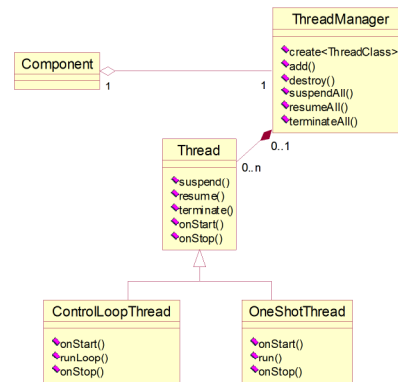 ThreadManager
create<ThreadClass>
add()
destroy()
suspendAll()
resumeAll()
terminateAll()
Component
1
1
0..1
0..n
Thread
suspend()
resume()
terminate()
onStart()
onStop()
ControlLoopThread
onStart()
runLoop()
onStop()
OneShotThread
onStart()
run()
onStop()